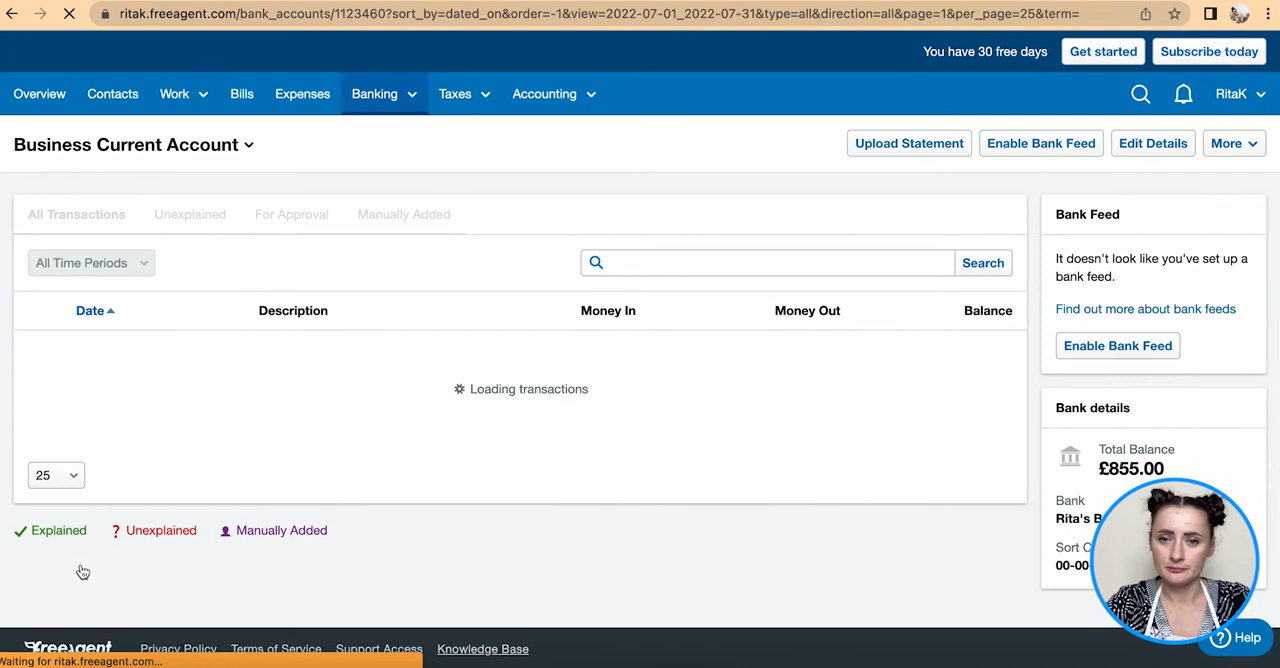 ritak.freeagent.com/bank_accounts/1123460?sort_by=dated_on&order=-1&view=2022-07-01_2022-07-31&type=all&direction=all&page=1&per_page=25&term=
You have 30 free days
Get started
Subscribe today
Overview
Contacts
Work
Bills
Expenses
Banking
Taxes
Accounting
RitaK
Business Current Account
Upload Statement
Enable Bank Feed
Edit Details
More
All Transactions
Unexplained
For Approval
Manually Added
All Time Periods
Search
Date
Description
Money In
Money Out
Balance
Loading transactions
25
Explained
? Unexplained
Manually Added
Bank Feed
It doesn't look like you've set up a
bank feed.
Find out more about bank feeds
Enable Bank Feed
Bank details
Total Balance
£855.00
Bank
Rita's
Sort
00-00
? Help
freeagent
Privacy Policy
Terms of Service
Support Access
Knowledge Base
Waiting for ritak.freeagent.com...